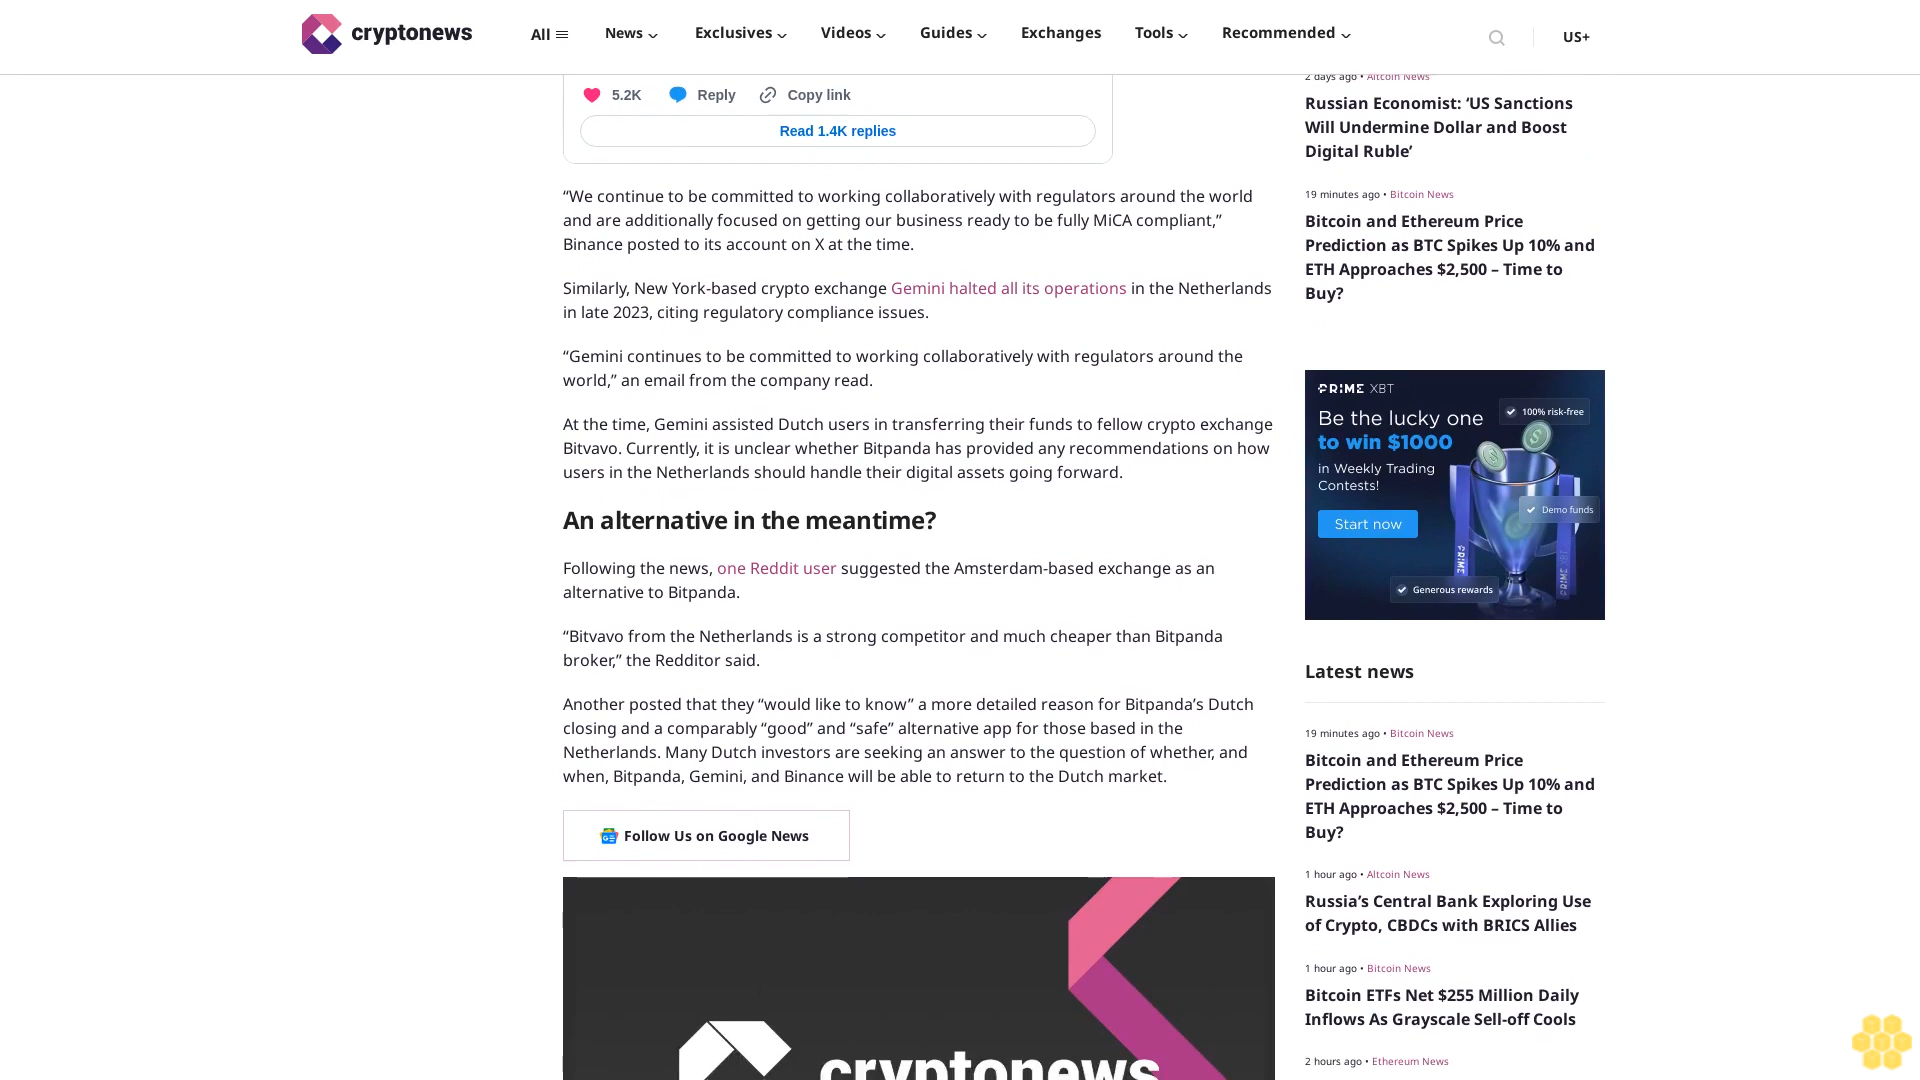 cryptonews
All
News
Exclusives
Videos
Guides
Exchanges
Tools
Recommended
US+
5.2K
Reply
Copy link
Read 1.4K replies
“We continue to be committed to working collaboratively with regulators around the world
and are additionally focused on getting our business ready to be fully MiCA compliant,”
Binance posted to its account on X at the time.
Similarly, New York-based crypto exchange Gemini halted all its operations in the Netherlands
in late 2023, citing regulatory compliance issues.
“Gemini continues to be committed to working collaboratively with regulators around the
world,” an email from the company read.
At the time, Gemini assisted Dutch users in transferring their funds to fellow crypto exchange
Bitvavo. Currently, it is unclear whether Bitpanda has provided any recommendations on how
users in the Netherlands should handle their digital assets going forward.
An alternative in the meantime?
Following the news, one Reddit user suggested the Amsterdam-based exchange as an
alternative to Bitpanda.
“Bitvavo from the Netherlands is a strong competitor and much cheaper than Bitpanda
broker,” the Redditor said.
Another posted that they “would like to know” a more detailed reason for Bitpanda’s Dutch
closing and a comparably “good” and “safe” alternative app for those based in the
Netherlands. Many Dutch investors are seeking an answer to the question of whether, and
when, Bitpanda, Gemini, and Binance will be able to return to the Dutch market.
Follow Us on Google News
cryptonews
2 days ago • Altcoin News
Russian Economist: ‘US Sanctions
Will Undermine Dollar and Boost
Digital Ruble’
19 minutes ago • Bitcoin News
Bitcoin and Ethereum Price
Prediction as BTC Spikes Up 10% and
ETH Approaches $2,500 – Time to
Buy?
PRIME XBT
Be the lucky one
100% risk-free
to win $1000
in Weekly Trading
Contests!
Demo funds
Start now
PRIME
PRIME XBT
Generous rewards
Latest news
19 minutes ago • Bitcoin News
Bitcoin and Ethereum Price
Prediction as BTC Spikes Up 10% and
ETH Approaches $2,500 – Time to
Buy?
1 hour ago • Altcoin News
Russia’s Central Bank Exploring Use
of Crypto, CBDCs with BRICS Allies
1 hour ago • Bitcoin News
Bitcoin ETFs Net $255 Million Daily
Inflows As Grayscale Sell-off Cools
2 hours ago • Ethereum News